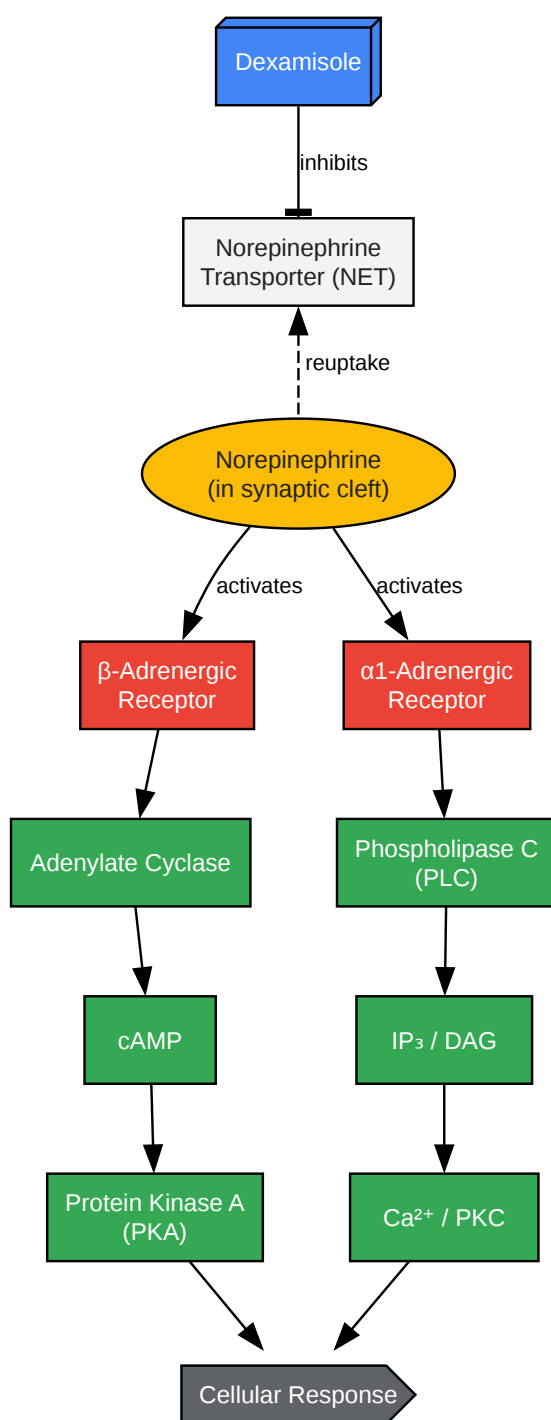 Dexamisole
inhibits
Norepinephrine
Transporter (NET)
reuptake
Norepinephrine
(in synaptic cleft)
activates
activates
β-Adrenergic
Receptor
α1-Adrenergic
Receptor
Adenylate Cyclase
Phospholipase C
(PLC)
cAMP
IP₃ / DAG
Protein Kinase A
(PKA)
Ca²⁺ / PKC
Cellular Response